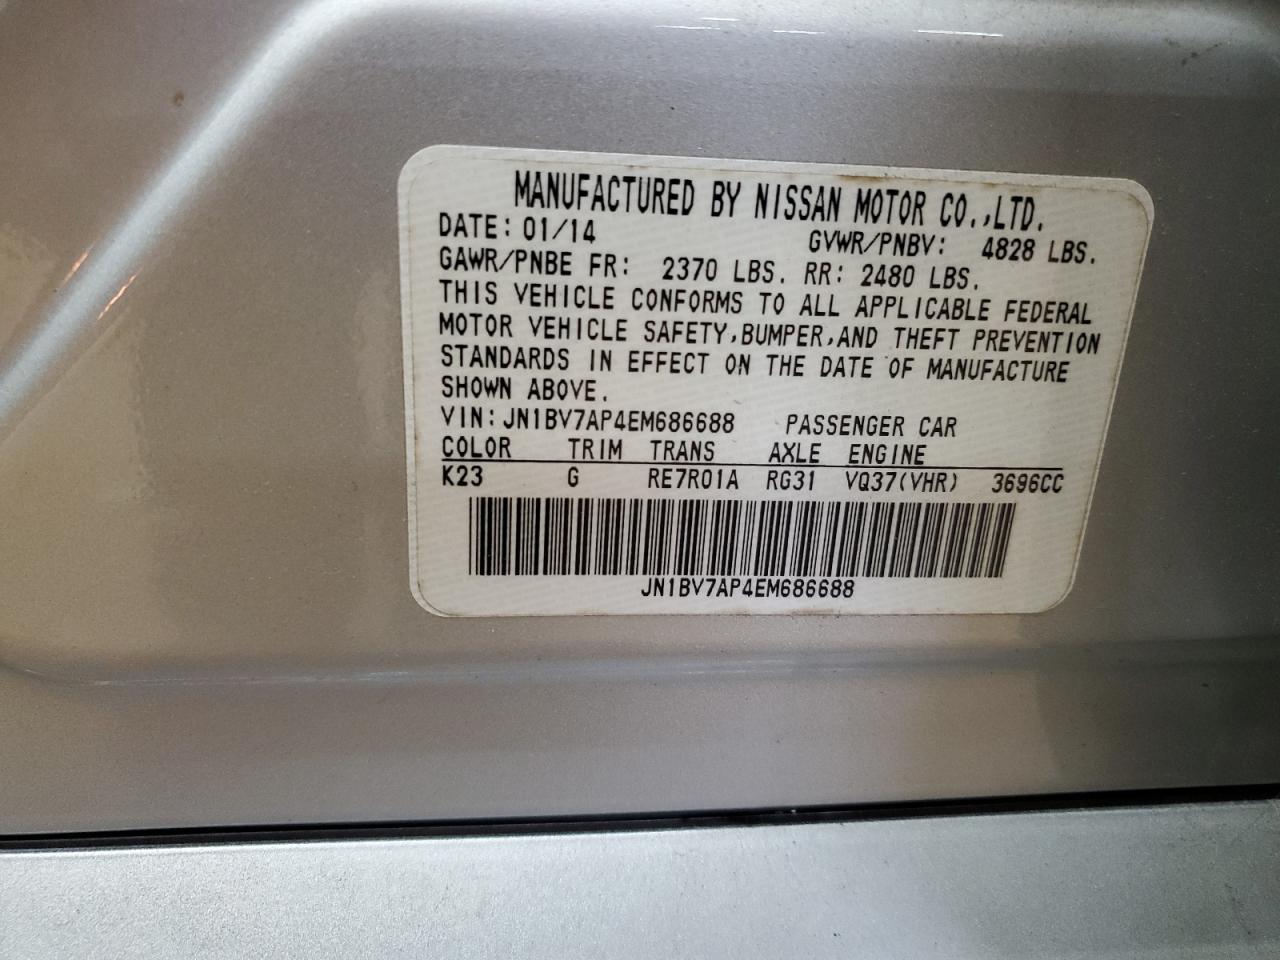 MANUFACTURED BY NISSAN MOTOR CO.,LTD.
DATE: 01/14 GVWR/PNBV: 4828 LBS.
GAWR/PNBE FR: 2370 LBS. RR: 2480 LBS.
THIS VEHICLE CONFORMS TO ALL APPLICABLE FEDERAL
MOTOR VEHICLE SAFETY,BUMPER,AND THEFT PREVENTION
STANDARDS IN EFFECT ON THE DATE OF MANUFACTURE
SHOWN ABOVE.
VIN: JN1BV7AP4EM686688 PASSENGER CAR
COLOR TRIM TRANS AXLE ENGINE
K23 G RE7R01A RG31 VQ37(VHR) 3696CC
JN1BV7AP4EM686688